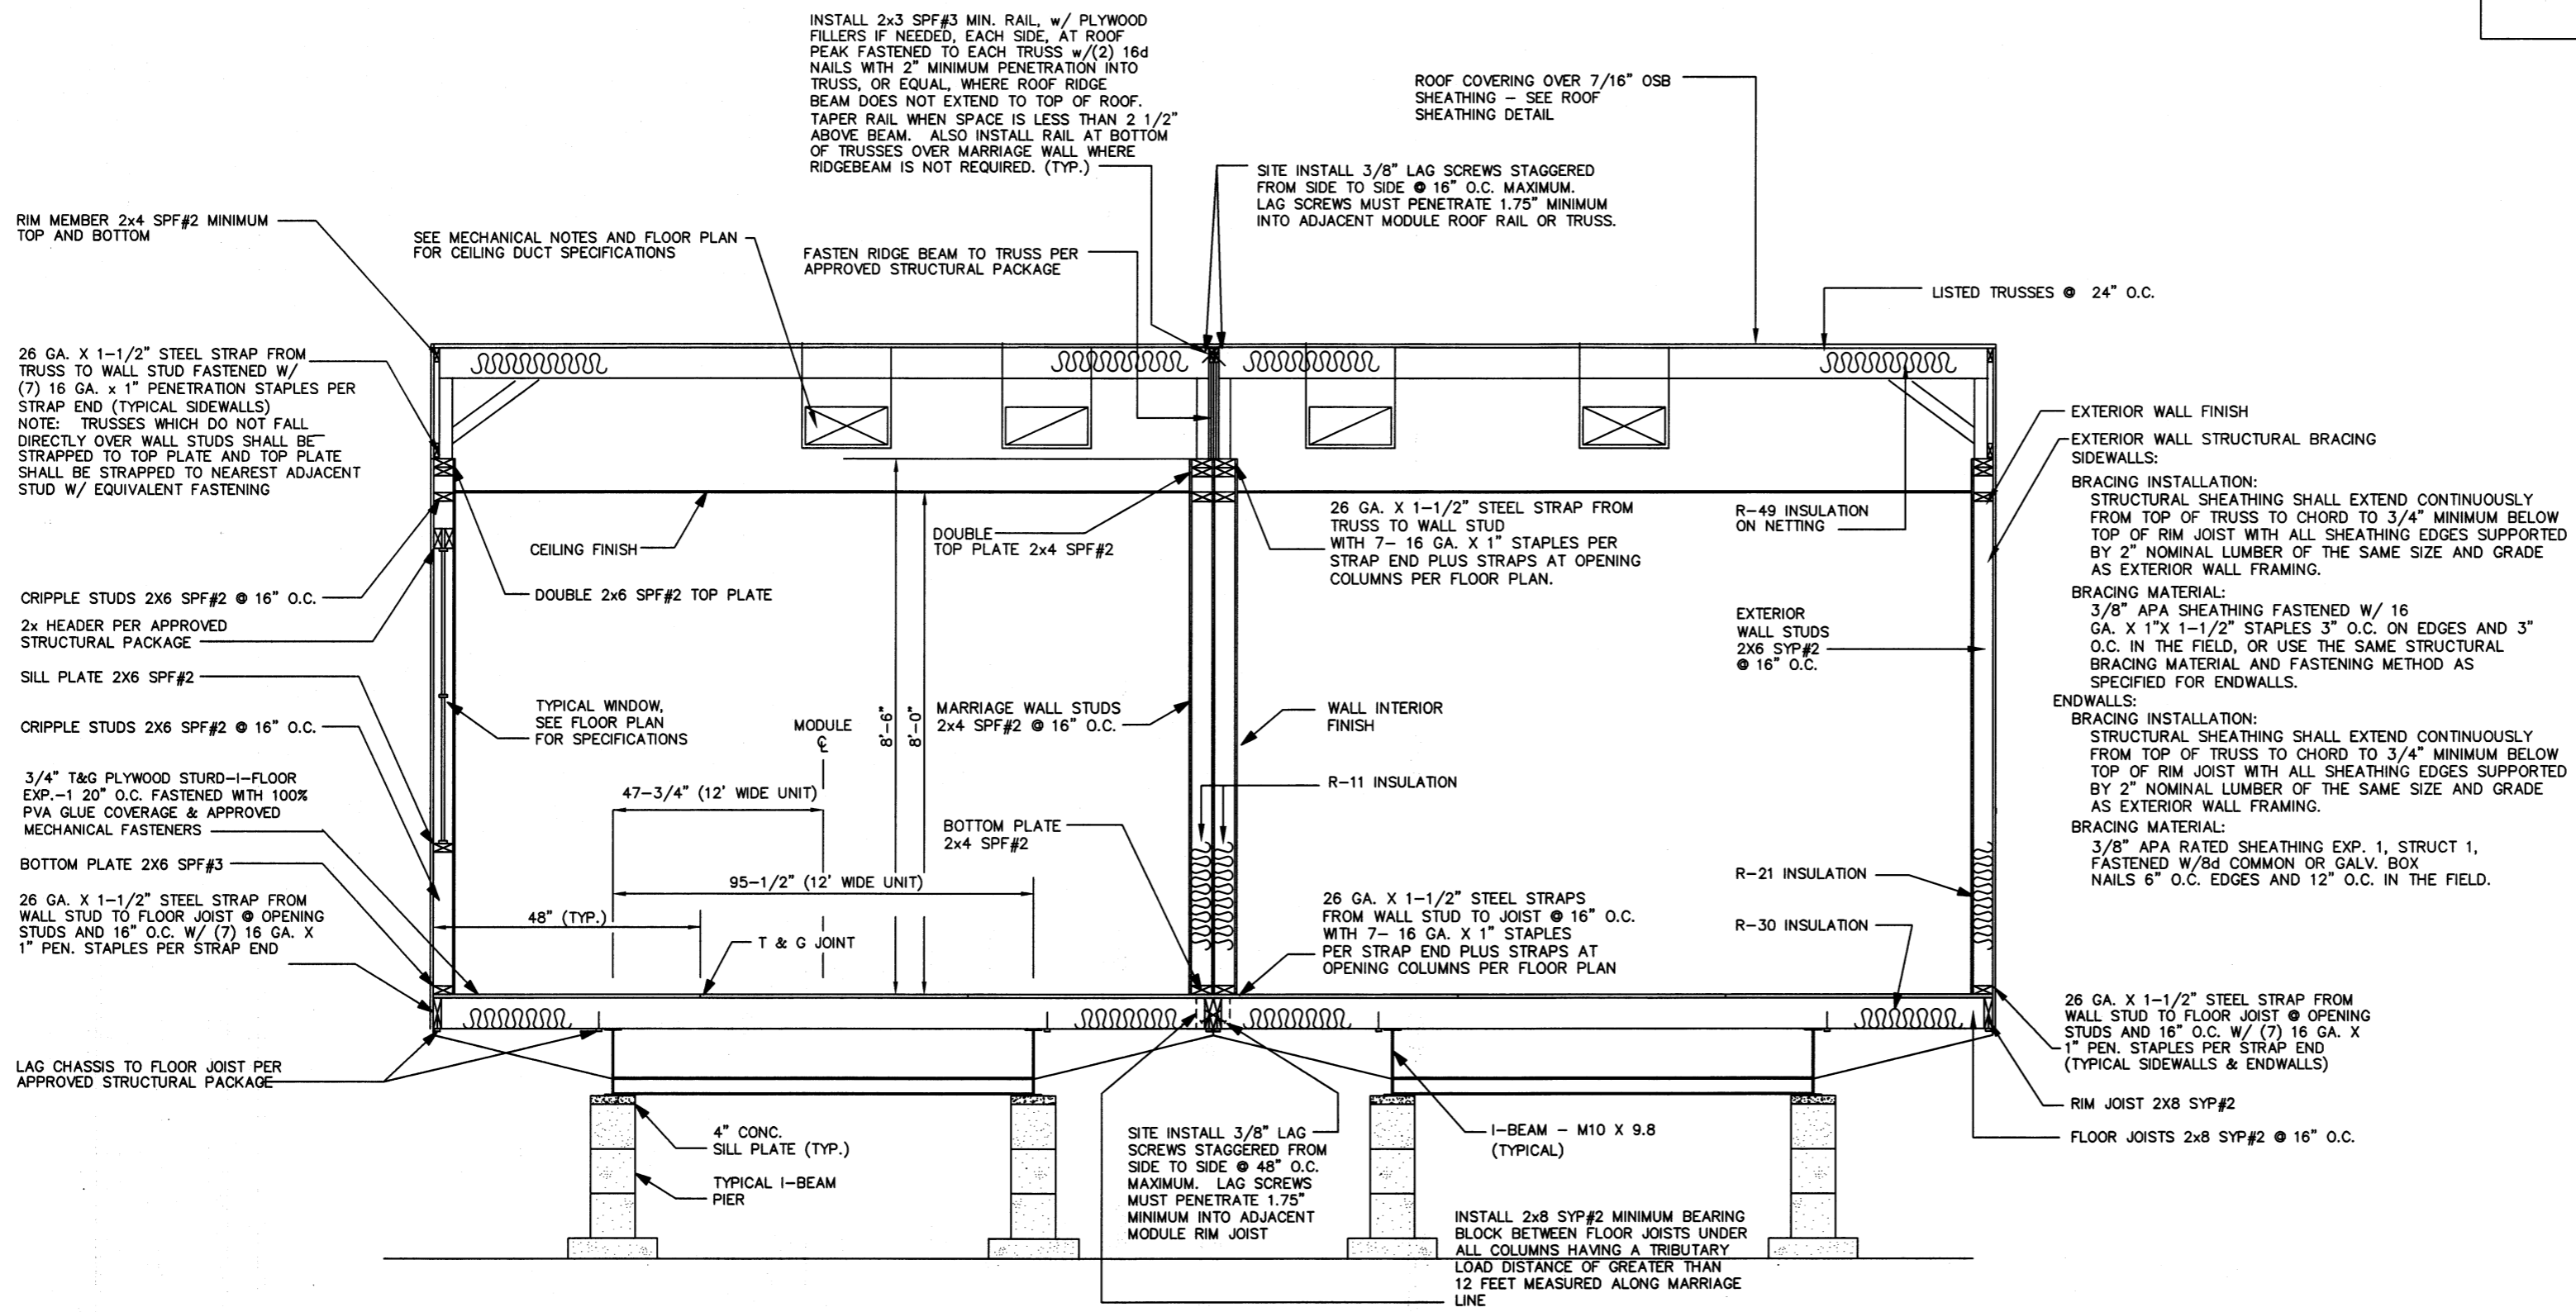 INSTALL 2x3 SPF#3 MIN. RAIL, w/ PLYWOOD
FILLERS IF NEEDED, EACH SIDE, AT ROOF
PEAK FASTENED TO EACH TRUSS w/(2) 16d
NAILS WITH 2" MINIMUM PENETRATION INTO
TRUSS, OR EQUAL, WHERE ROOF RIDGE
BEAM DOES NOT EXTEND TO TOP OF ROOF.
TAPER RAIL WHEN SPACE IS LESS THAN 2 1/2"
ABOVE BEAM. ALSO INSTALL RAIL AT BOTTOM
OF TRUSSES OVER MARRIAGE WALL WHERE
RIDGEBEAM IS NOT REQUIRED. (TYP.)
ROOF COVERING OVER 7/16" OSB
SHEATHING – SEE ROOF
SHEATHING DETAIL
SITE INSTALL 3/8" LAG SCREWS STAGGERED
FROM SIDE TO SIDE @ 16" O.C. MAXIMUM.
LAG SCREWS MUST PENETRATE 1.75" MINIMUM
INTO ADJACENT MODULE ROOF RAIL OR TRUSS.
RIM MEMBER 2x4 SPF#2 MINIMUM
TOP AND BOTTOM
SEE MECHANICAL NOTES AND FLOOR PLAN
FOR CEILING DUCT SPECIFICATIONS
FASTEN RIDGE BEAM TO TRUSS PER
APPROVED STRUCTURAL PACKAGE
LISTED TRUSSES @ 24" O.C.
26 GA. X 1-1/2" STEEL STRAP FROM
TRUSS TO WALL STUD FASTENED W/
(7) 16 GA. x 1" PENETRATION STAPLES PER
STRAP END (TYPICAL SIDEWALLS)
NOTE: TRUSSES WHICH DO NOT FALL
DIRECTLY OVER WALL STUDS SHALL BE
STRAPPED TO TOP PLATE AND TOP PLATE
SHALL BE STRAPPED TO NEAREST ADJACENT
STUD W/ EQUIVALENT FASTENING
CEILING FINISH
DOUBLE
TOP PLATE 2x4 SPF#2
26 GA. X 1-1/2" STEEL STRAP FROM
TRUSS TO WALL STUD
WITH 7- 16 GA. X 1" STAPLES PER
STRAP END PLUS STRAPS AT OPENING
COLUMNS PER FLOOR PLAN.
R-49 INSULATION
ON NETTING
EXTERIOR WALL FINISH
EXTERIOR WALL STRUCTURAL BRACING
SIDEWALLS:
BRACING INSTALLATION:
STRUCTURAL SHEATHING SHALL EXTEND CONTINUOUSLY
FROM TOP OF TRUSS TO CHORD TO 3/4" MINIMUM BELOW
TOP OF RIM JOIST WITH ALL SHEATHING EDGES SUPPORTED
BY 2" NOMINAL LUMBER OF THE SAME SIZE AND GRADE
AS EXTERIOR WALL FRAMING.
BRACING MATERIAL:
3/8" APA SHEATHING FASTENED W/ 16
GA. X 1"X 1-1/2" STAPLES 3" O.C. ON EDGES AND 3"
O.C. IN THE FIELD, OR USE THE SAME STRUCTURAL
BRACING MATERIAL AND FASTENING METHOD AS
SPECIFIED FOR ENDWALLS.
ENDWALLS:
BRACING INSTALLATION:
STRUCTURAL SHEATHING SHALL EXTEND CONTINUOUSLY
FROM TOP OF TRUSS TO CHORD TO 3/4" MINIMUM BELOW
TOP OF RIM JOIST WITH ALL SHEATHING EDGES SUPPORTED
BY 2" NOMINAL LUMBER OF THE SAME SIZE AND GRADE
AS EXTERIOR WALL FRAMING.
BRACING MATERIAL:
3/8" APA RATED SHEATHING EXP. 1, STRUCT 1,
FASTENED W/8d COMMON OR GALV. BOX
NAILS 6" O.C. EDGES AND 12" O.C. IN THE FIELD.
CRIPPLE STUDS 2X6 SPF#2 @ 16" O.C.
DOUBLE 2x6 SPF#2 TOP PLATE
2x HEADER PER APPROVED
STRUCTURAL PACKAGE
EXTERIOR
WALL STUDS
2X6 SYP#2
@ 16" O.C.
SILL PLATE 2X6 SPF#2
TYPICAL WINDOW,
SEE FLOOR PLAN
FOR SPECIFICATIONS
MODULE
℄
8'-6"
8'-0"
MARRIAGE WALL STUDS
2x4 SPF#2 @ 16" O.C.
WALL INTERIOR
FINISH
CRIPPLE STUDS 2X6 SPF#2 @ 16" O.C.
3/4" T&G PLYWOOD STURD-I-FLOOR
EXP.-1 20" O.C. FASTENED WITH 100%
PVA GLUE COVERAGE & APPROVED
MECHANICAL FASTENERS
47-3/4" (12' WIDE UNIT)
R-11 INSULATION
BOTTOM PLATE
2x4 SPF#2
BOTTOM PLATE 2X6 SPF#3
95-1/2" (12' WIDE UNIT)
R-21 INSULATION
26 GA. X 1-1/2" STEEL STRAP FROM
WALL STUD TO FLOOR JOIST @ OPENING
STUDS AND 16" O.C. W/ (7) 16 GA. X
1" PEN. STAPLES PER STRAP END
48" (TYP.)
T & G JOINT
26 GA. X 1-1/2" STEEL STRAPS
FROM WALL STUD TO JOIST @ 16" O.C.
WITH 7- 16 GA. X 1" STAPLES
PER STRAP END PLUS STRAPS AT
OPENING COLUMNS PER FLOOR PLAN
R-30 INSULATION
26 GA. X 1-1/2" STEEL STRAP FROM
WALL STUD TO FLOOR JOIST @ OPENING
STUDS AND 16" O.C. W/ (7) 16 GA. X
1" PEN. STAPLES PER STRAP END
(TYPICAL SIDEWALLS & ENDWALLS)
LAG CHASSIS TO FLOOR JOIST PER
APPROVED STRUCTURAL PACKAGE
RIM JOIST 2X8 SYP#2
FLOOR JOISTS 2x8 SYP#2 @ 16" O.C.
4" CONC.
SILL PLATE (TYP.)
TYPICAL I-BEAM
PIER
SITE INSTALL 3/8" LAG
SCREWS STAGGERED FROM
SIDE TO SIDE @ 48" O.C.
MAXIMUM. LAG SCREWS
MUST PENETRATE 1.75"
MINIMUM INTO ADJACENT
MODULE RIM JOIST
I-BEAM – M10 X 9.8
(TYPICAL)
INSTALL 2x8 SYP#2 MINIMUM BEARING
BLOCK BETWEEN FLOOR JOISTS UNDER
ALL COLUMNS HAVING A TRIBUTARY
LOAD DISTANCE OF GREATER THAN
12 FEET MEASURED ALONG MARRIAGE
LINE